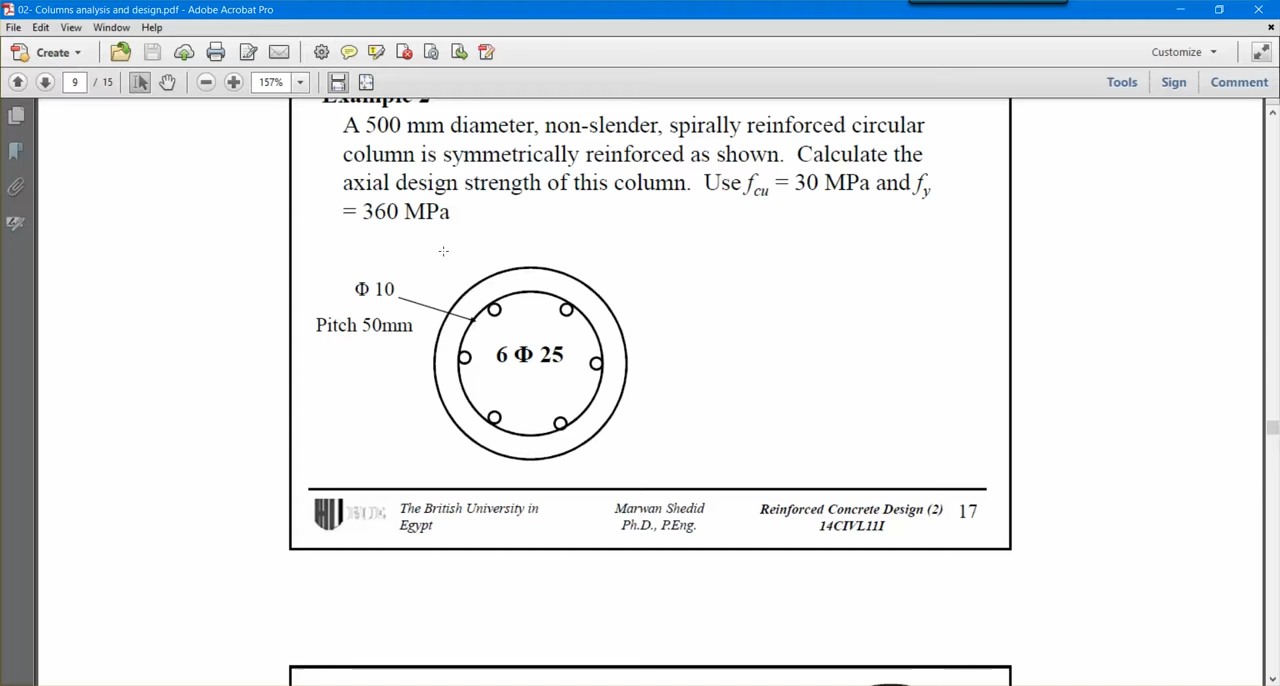 02- Columns analysis and design.pdf - Adobe Acrobat Pro
File Edit View Window Help
Create
Customize
9 / 15
157%
Tools Sign Comment
Example 2
A 500 mm diameter, non-slender, spirally reinforced circular
column is symmetrically reinforced as shown. Calculate the
axial design strength of this column. Use fcu = 30 MPa and fy
= 360 MPa
Φ 10
Pitch 50mm
6 Φ 25
The British University in
Egypt
Marwan Shedid
Ph.D., P.Eng.
Reinforced Concrete Design (2)
14CIVL11I
17